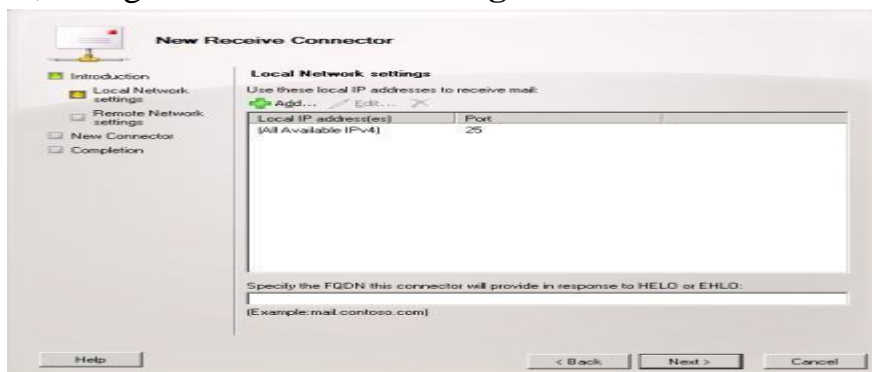 New Receive Connector
Introduction
Local Network
settings
Remote Network
settings
New Connector
Completion
Local Network settings
Use these local IP addresses to receive mail:
Add... Edit...
Local IP address(es) Port
(All Available IPv4) 25
Specify the FQDN this connector will provide in response to HELO or EHLO:
(Example:mail.contoso.com)
Help < Back Next > Cancel